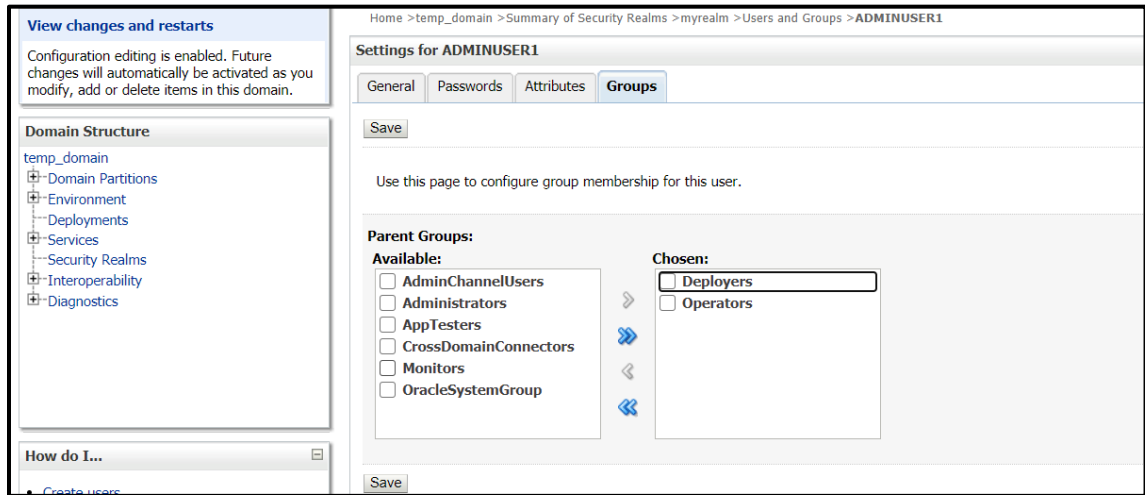 View changes and restarts
Configuration editing is enabled. Future
changes will automatically be activated as you
modify, add or delete items in this domain.
Domain Structure
temp_domain
Domain Partitions
Environment
Deployments
Services
Security Realms
Interoperability
Diagnostics
How do I...
Create users
Home >temp_domain >Summary of Security Realms >myrealm >Users and Groups >ADMINUSER1
Settings for ADMINUSER1
General Passwords Attributes Groups
Save
Use this page to configure group membership for this user.
Parent Groups:
Available:
AdminChannelUsers
Administrators
AppTesters
CrossDomainConnectors
Monitors
OracleSystemGroup
Chosen:
Deployers
Operators
Save